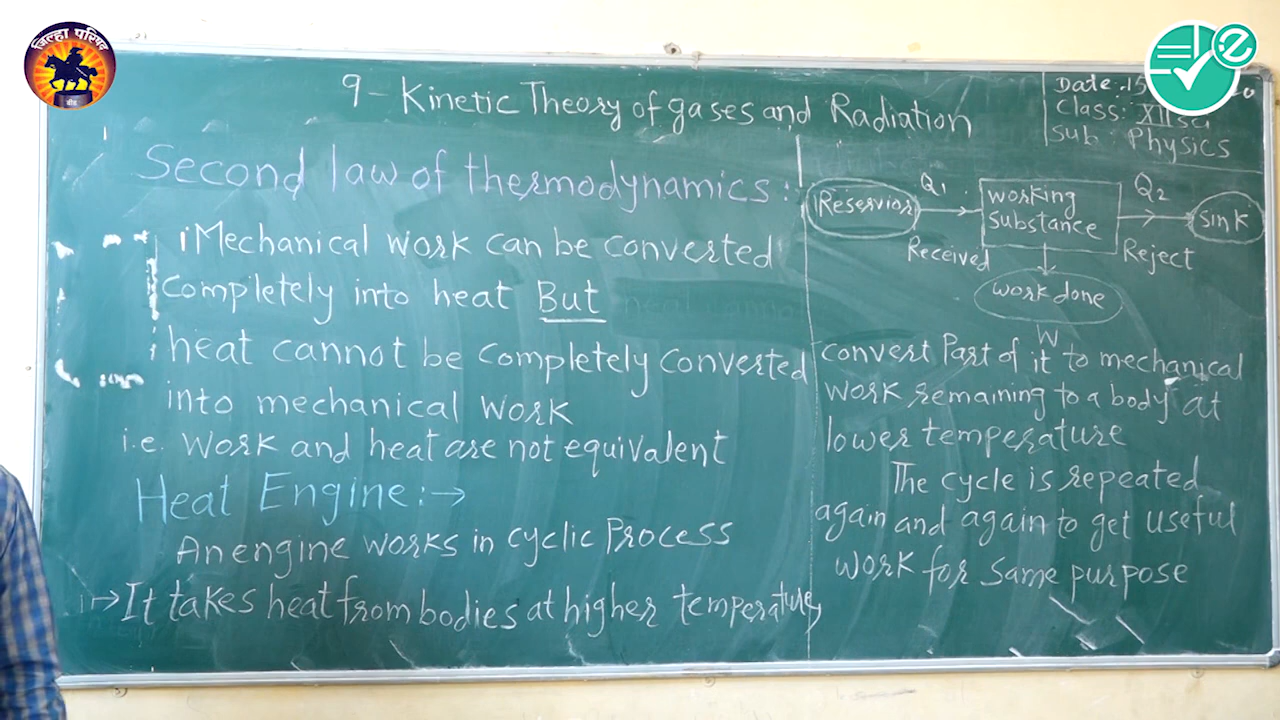 जिल्हा परिषद
बीड
9 - Kinetic Theory of gases and Radiation
Date:.15
Class: XII sci
Sub: Physics
Second law of thermodynamics:
Mechanical work can be converted
completely into heat But
heat cannot be completely converted
into mechanical work
i.e. work and heat are not equivalent
Heat Engine:→
An engine works in cyclic Process
→ It takes heat from bodies at higher temperature,
Reservior
Q1
Received
working
substance
Q2
Reject
sink
work done
W
convert Part of it to mechanical
work remaining to a body at
lower temperature
The cycle is repeated
again and again to get useful
work for same purpose